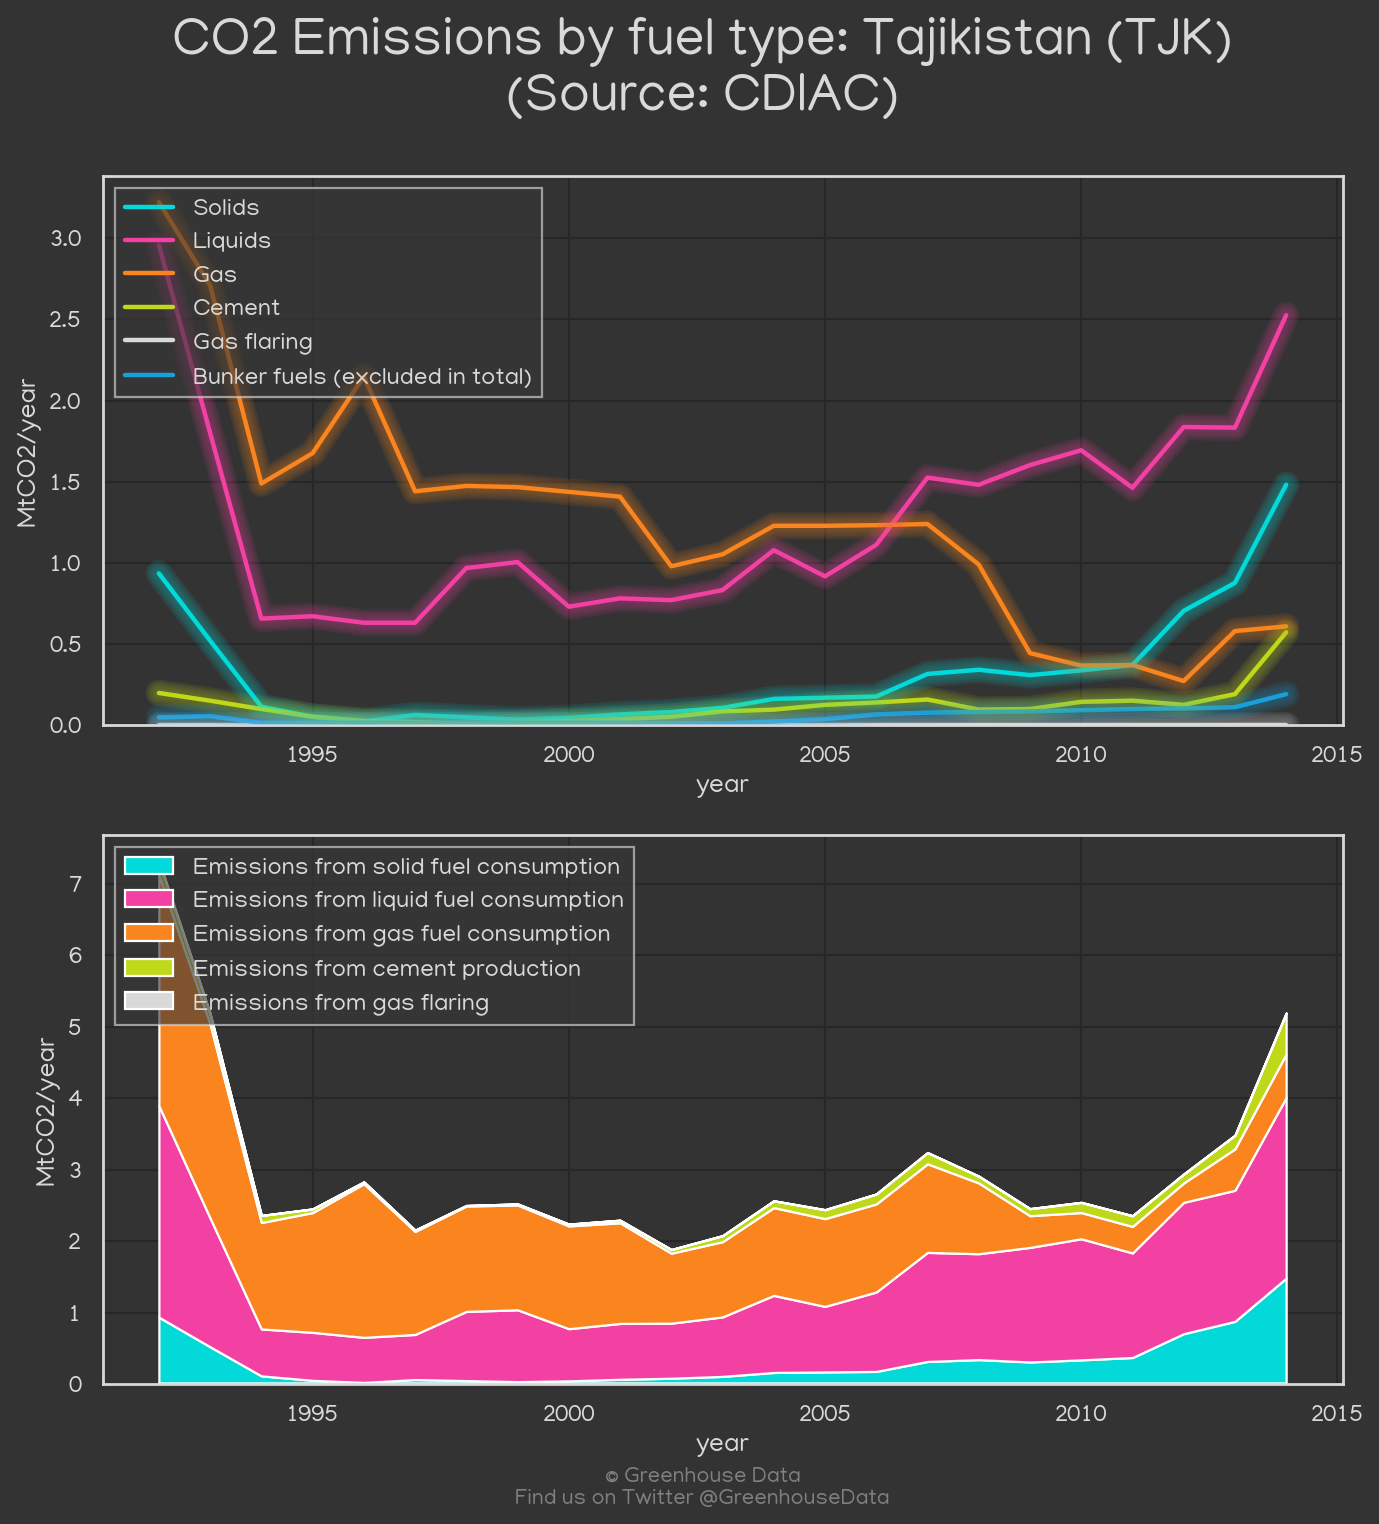 CO2 Emissions by fuel type: Tajikistan (TJK)
(Source: CDIAC)
Solids
Liquids
Gas
Cement
Gas flaring
Bunker fuels (excluded in total)
MtCO2/year
3.0
2.5
2.0
1.5
1.0
0.5
0.0
1995 2000 2005 2010 2015
year
Emissions from solid fuel consumption
Emissions from liquid fuel consumption
Emissions from gas fuel consumption
Emissions from cement production
Emissions from gas flaring
MtCO2/year
7
6
5
4
3
2
1
0
1995 2000 2005 2010 2015
year
© Greenhouse Data
Find us on Twitter @GreenhouseData